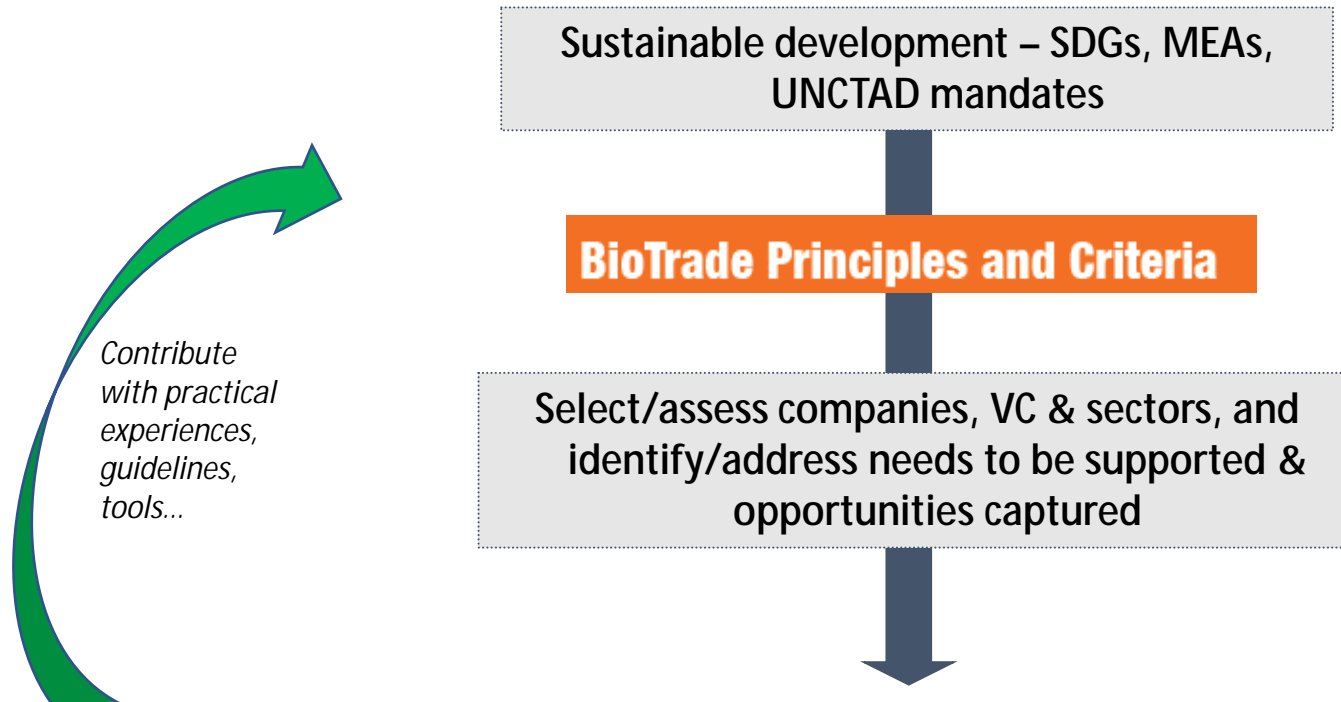 Sustainable development – SDGs, MEAs,
UNCTAD mandates
BioTrade Principles and Criteria
Contribute
with practical
experiences,
guidelines,
tools...
Select/assess companies, VC & sectors, and
identify/address needs to be supported &
opportunities captured